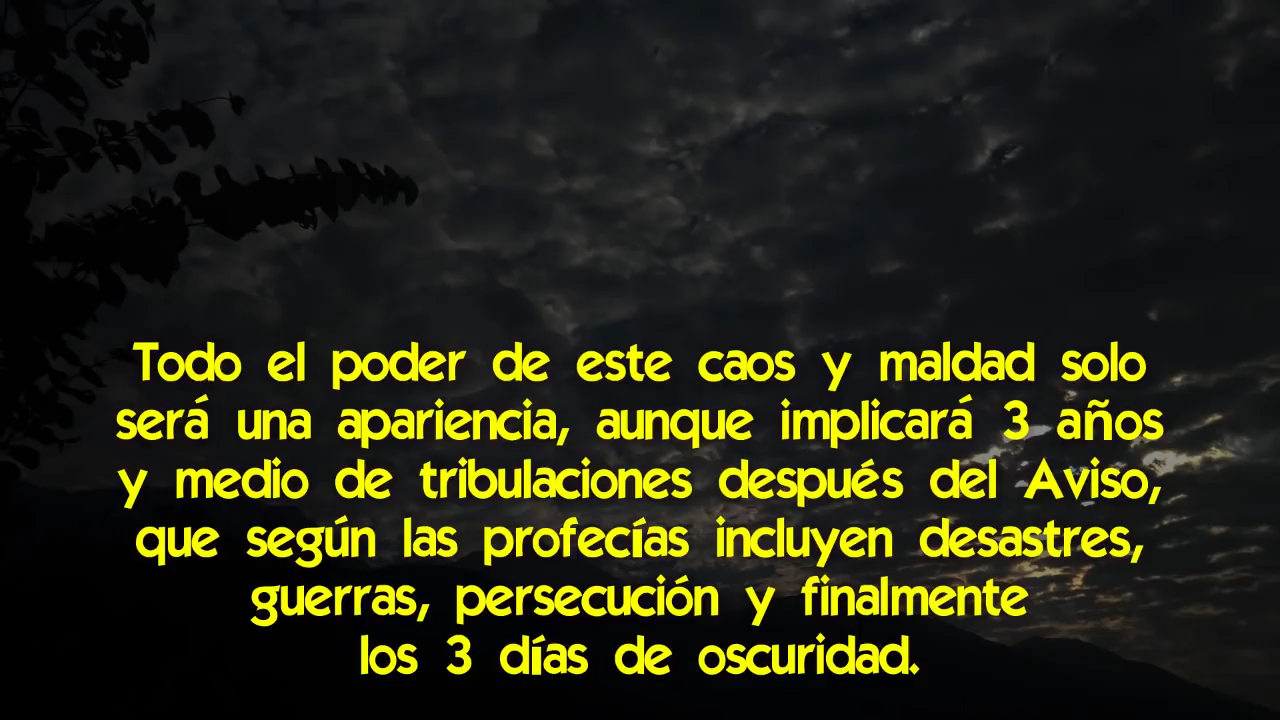 Todo el poder de este caos y maldad solo
será una apariencia, aunque implicará 3 años
y medio de tribulaciones después del Aviso,
que según las profecías incluyen desastres,
guerras, persecución y finalmente
los 3 días de oscuridad.